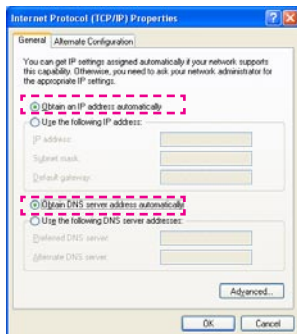 Internet Protocol (TCP/IP) Properties
General
Alternate Configuration
You can get IP settings assigned automatically if your network supports
this capability. Otherwise, you need to ask your network administrator for
the appropriate IP settings.
Obtain an IP address automatically
Use the following IP address:
IP address:
Subnet mask:
Default gateway:
Obtain DNS server address automatically
Use the following DNS server addresses:
Preferred DNS server:
Alternate DNS server:
Advanced...
OK
Cancel